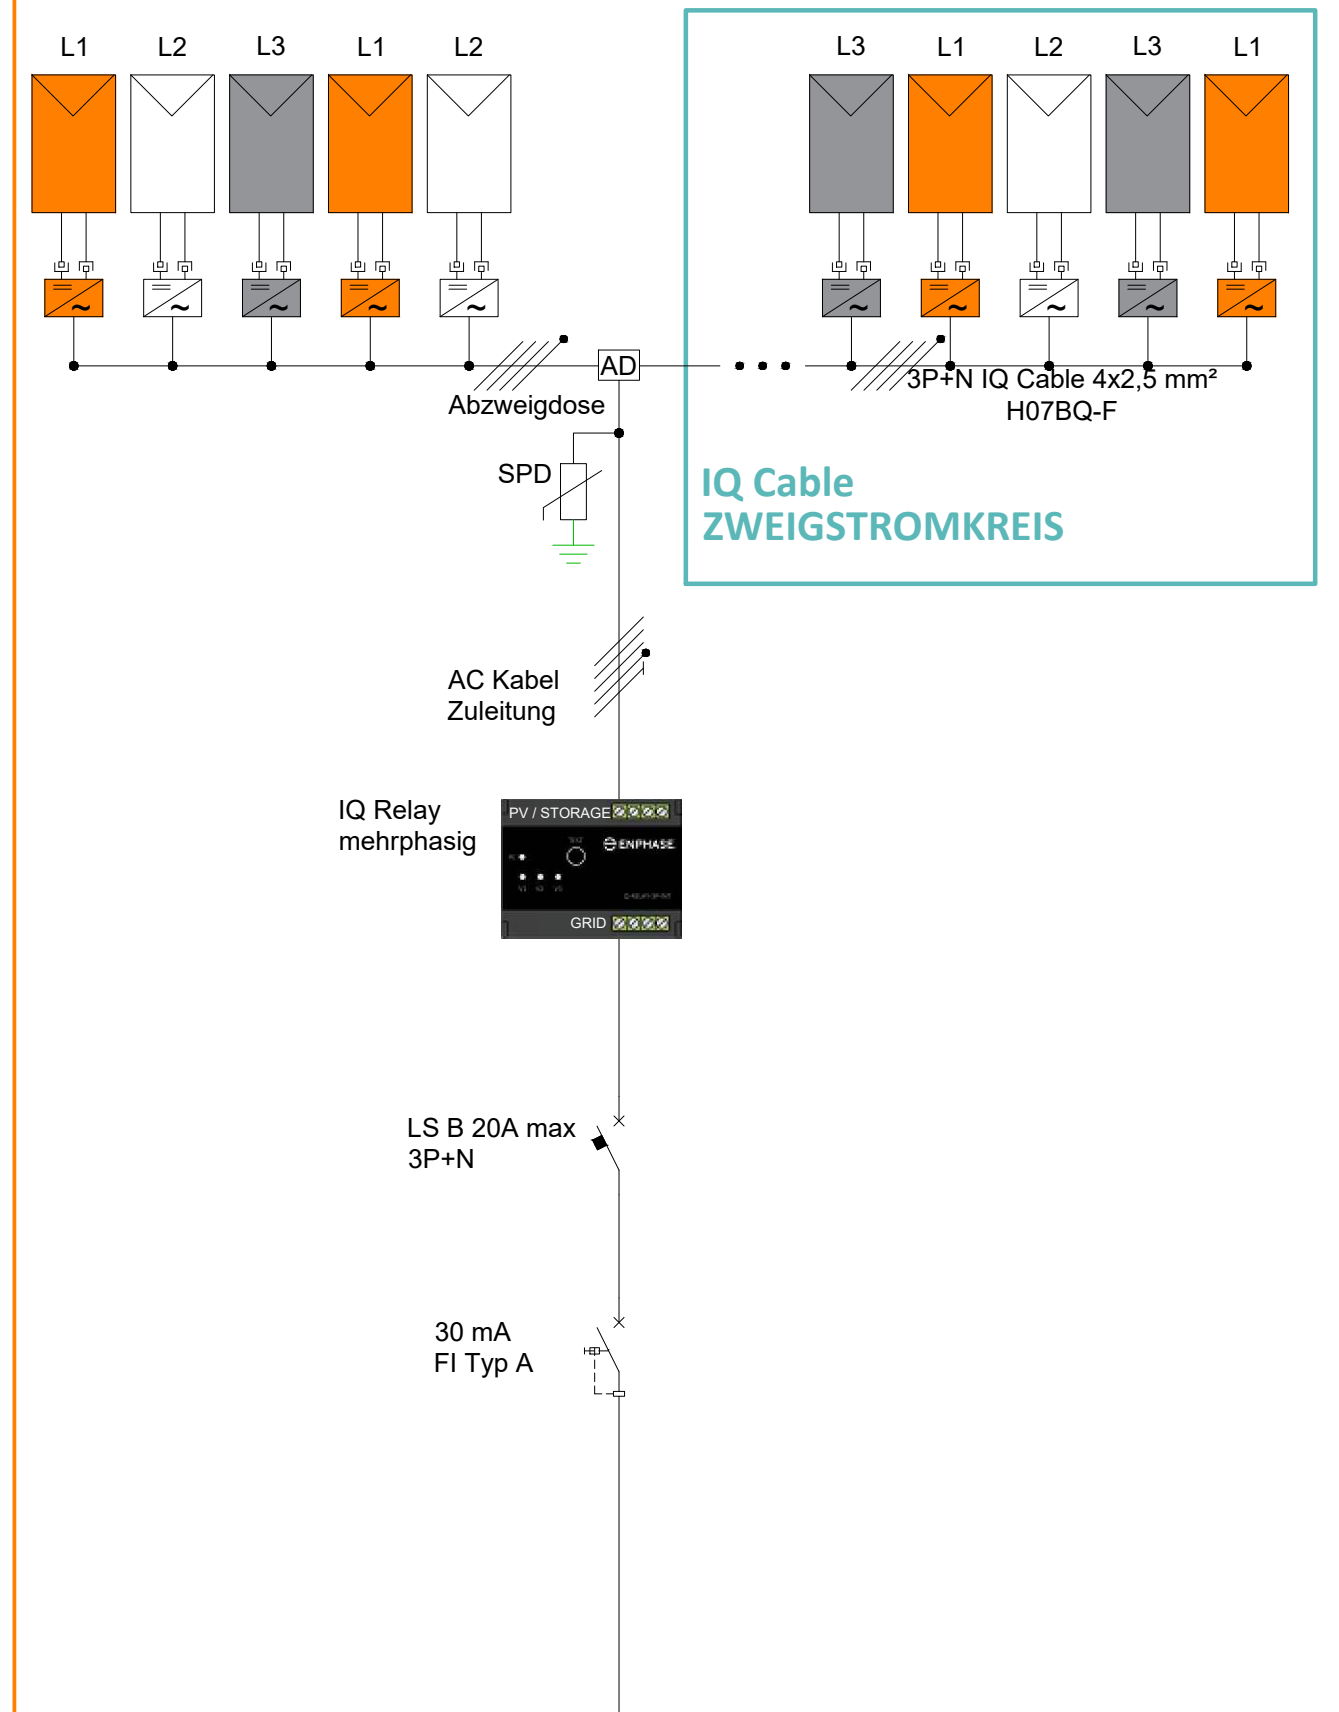 L1 L2 L3 L1 L2 L3 L1 L2 L3 L1
AD
3P+N IQ Cable 4x2,5 mm²
H07BQ-F
Abzweigdose
SPD
IQ Cable
ZWEIGSTROMKREIS
AC Kabel
Zuleitung
IQ Relay
mehrphasig
PV / STORAGE
ENPHASE
GRID
LS B 20A max
3P+N
30 mA
FI Typ A